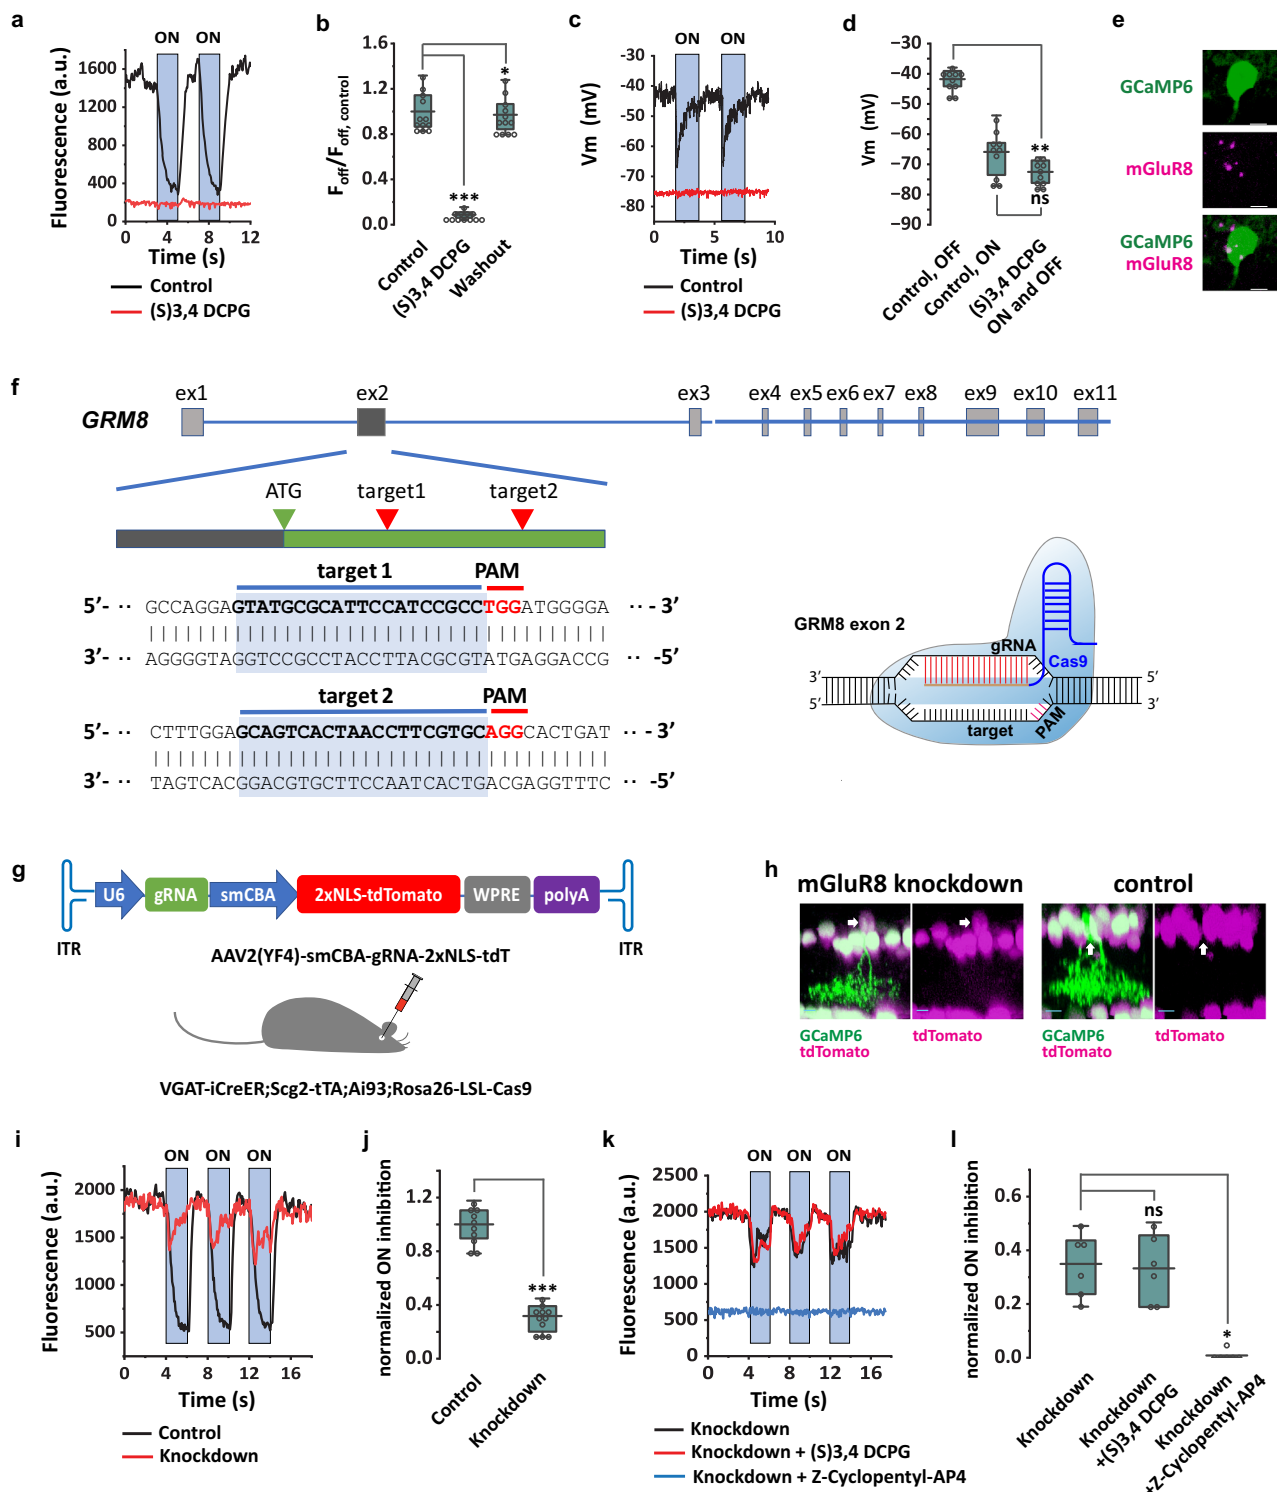 a
ON
ON
Fluorescence (a.u.)
1600
1200
800
400
0
0
4
8
12
Time (s)
Control
(S)3,4 DCPG
b
Foff/Foff, control
1.6
1.2
0.8
0.4
0.0
***
*
Control
(S)3,4 DCPG
Washout
c
ON
ON
Vm (mV)
-30
-40
-50
-60
-70
-80
0
5
10
Time (s)
Control
(S)3,4 DCPG
d
Vm (mV)
−30
−40
−50
−60
−70
−80
−90
**
ns
Control, OFF
Control, ON
(S)3,4 DCPG
ON and OFF
e
GCaMP6
mGluR8
GCaMP6
mGluR8
f
GRM8
ex1
ex2
ex3
ex4
ex5
ex6
ex7
ex8
ex9
ex10
ex11
ATG
target1
target2
target 1
PAM
5’- ·· GCCAGGAGTATGCGCATTCCATCCGCCTGGATGGGGA ·· - 3’
3’- ·· AGGGGTAGGTCCGCCTACCTTACGCGTATGAGGACCG ·· -5’
target 2
PAM
5’- ·· CTTTGGAGCAGTCACTAACCTTCGTGCAGGCACTGAT ·· - 3’
3’- ·· TAGTCACGGACGTGCTTCCAATCACTGACGAGGTTTC ·· -5’
GRM8 exon 2
gRNA
Cas9
3’
5’
5’
3’
target
PAM
g
U6
gRNA
smCBA
2xNLS-tdTomato
WPRE
polyA
ITR
ITR
AAV2(YF4)-smCBA-gRNA-2xNLS-tdT
VGAT-iCreER;Scg2-tTA;Ai93;Rosa26-LSL-Cas9
h
mGluR8 knockdown
control
GCaMP6
tdTomato
tdTomato
GCaMP6
tdTomato
tdTomato
i
ON
ON
ON
Fluorescence (a.u.)
2000
1500
1000
500
0
4
8
12
16
Time (s)
Control
Knockdown
j
normalized ON inhibition
1.2
0.8
0.4
0.0
***
Control
Knockdown
k
ON
ON
ON
Fluorescence (a.u.)
2500
2000
1500
1000
500
0
0
4
8
12
16
Time (s)
Knockdown
Knockdown + (S)3,4 DCPG
Knockdown + Z-Cyclopentyl-AP4
l
normalized ON inhibition
0.6
0.4
0.2
0.0
ns
*
Knockdown
Knockdown
+(S)3,4 DCPG
Knockdown
+Z-Cyclopentyl-AP4